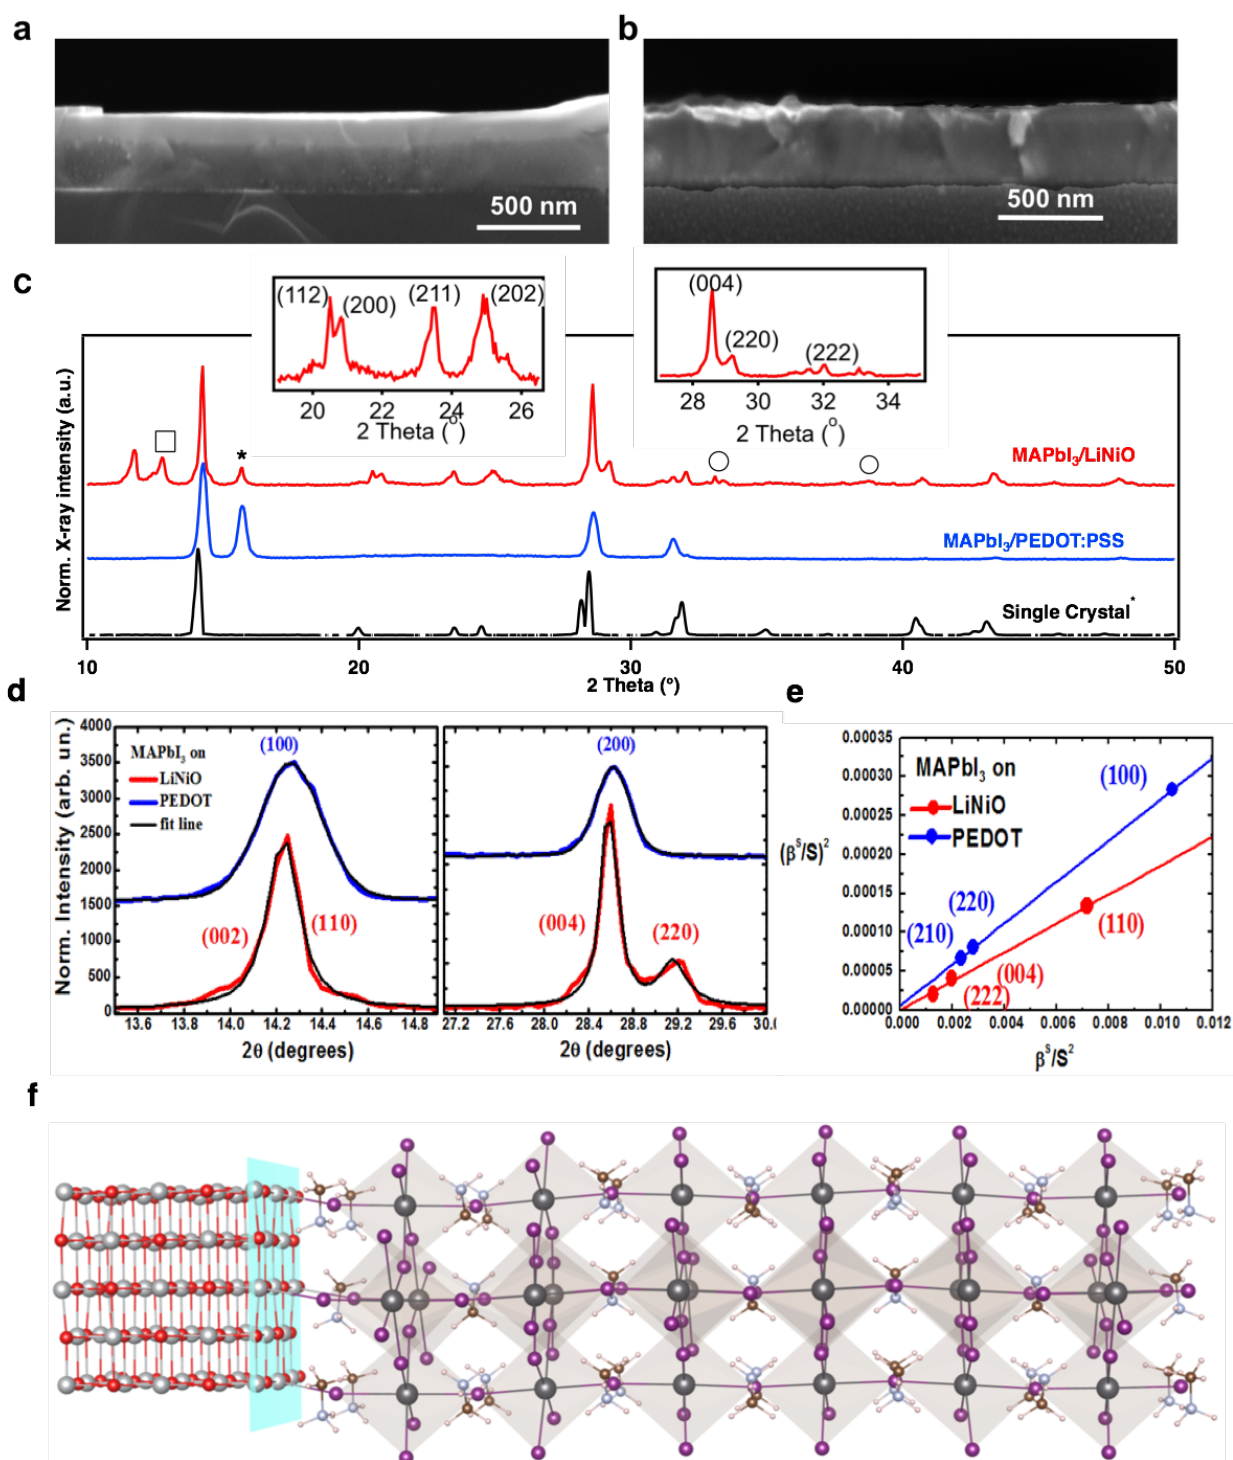 a
b
500 nm
500 nm
c
(112)
(200)
(211)
(202)
20
22
24
26
2 Theta (°)
(004)
(220)
(222)
28
30
32
34
2 Theta (°)
Norm. X-ray intensity (a.u.)
*
MAPbI₃/LiNiO
MAPbI₃/PEDOT:PSS
Single Crystal*
10
20
30
40
50
2 Theta (°)
d
Norm. Intensity (arb. un.)
4000
3500
3000
2500
2000
1500
1000
500
0
MAPbI₃ on
LiNiO
PEDOT
fit line
(100)
(002)
(110)
13.6
13.8
14.0
14.2
14.4
14.6
14.8
2θ (degrees)
(200)
(004)
(220)
27.2
27.6
28.0
28.4
28.8
29.2
29.6
30.0
2θ (degrees)
e
(βˢ/S)²
0.00035
0.00030
0.00025
0.00020
0.00015
0.00010
0.00005
0.00000
MAPbI₃ on
LiNiO
PEDOT
(100)
(220)
(210)
(110)
(004)
(222)
0.000
0.002
0.004
0.006
0.008
0.010
0.012
βˢ/S²
f